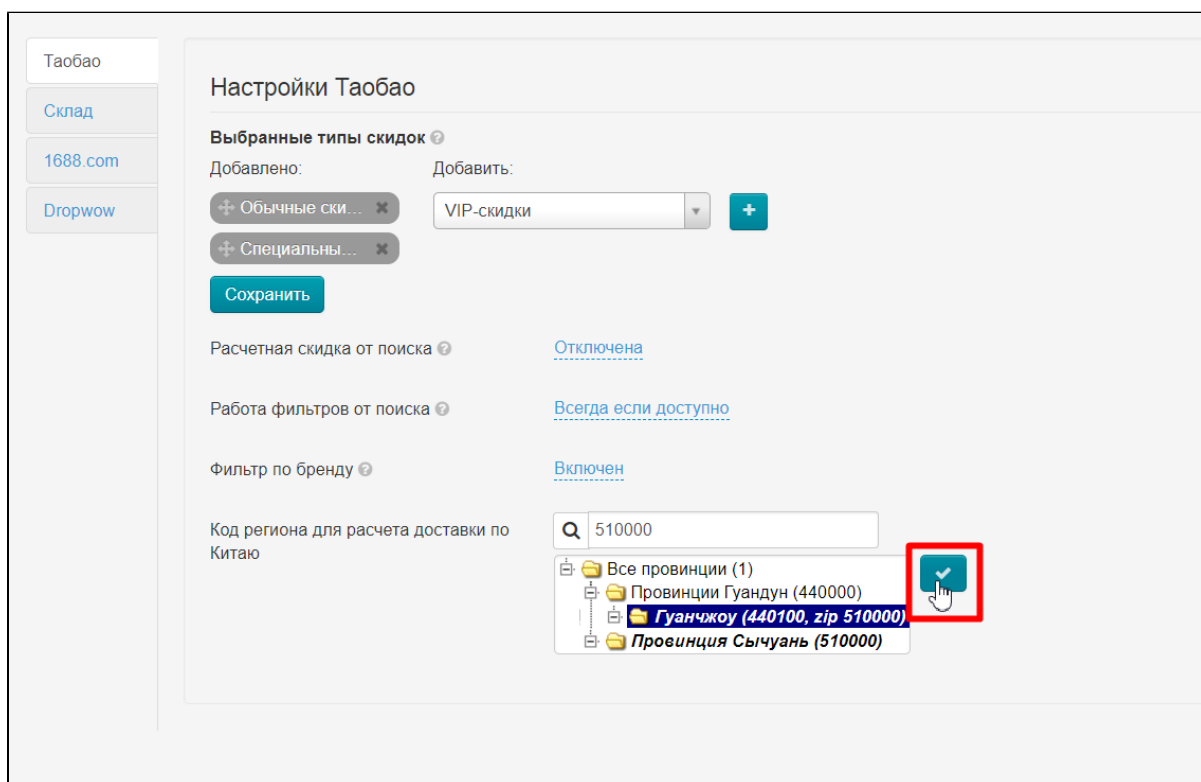 Таобао
Склад
1688.com
Dropwow
Настройки Таобао
Выбранные типы скидок
Добавлено:
Добавить:
Обычные ски...
VIP-скидки
Специальны...
Сохранить
Расчетная скидка от поиска
Отключена
Работа фильтров от поиска
Всегда если доступно
Фильтр по бренду
Включен
Код региона для расчета доставки по
Китаю
510000
Все провинции (1)
Провинции Гуандун (440000)
Гуанчжоу (440100, zip 510000)
Провинция Сычуань (510000)